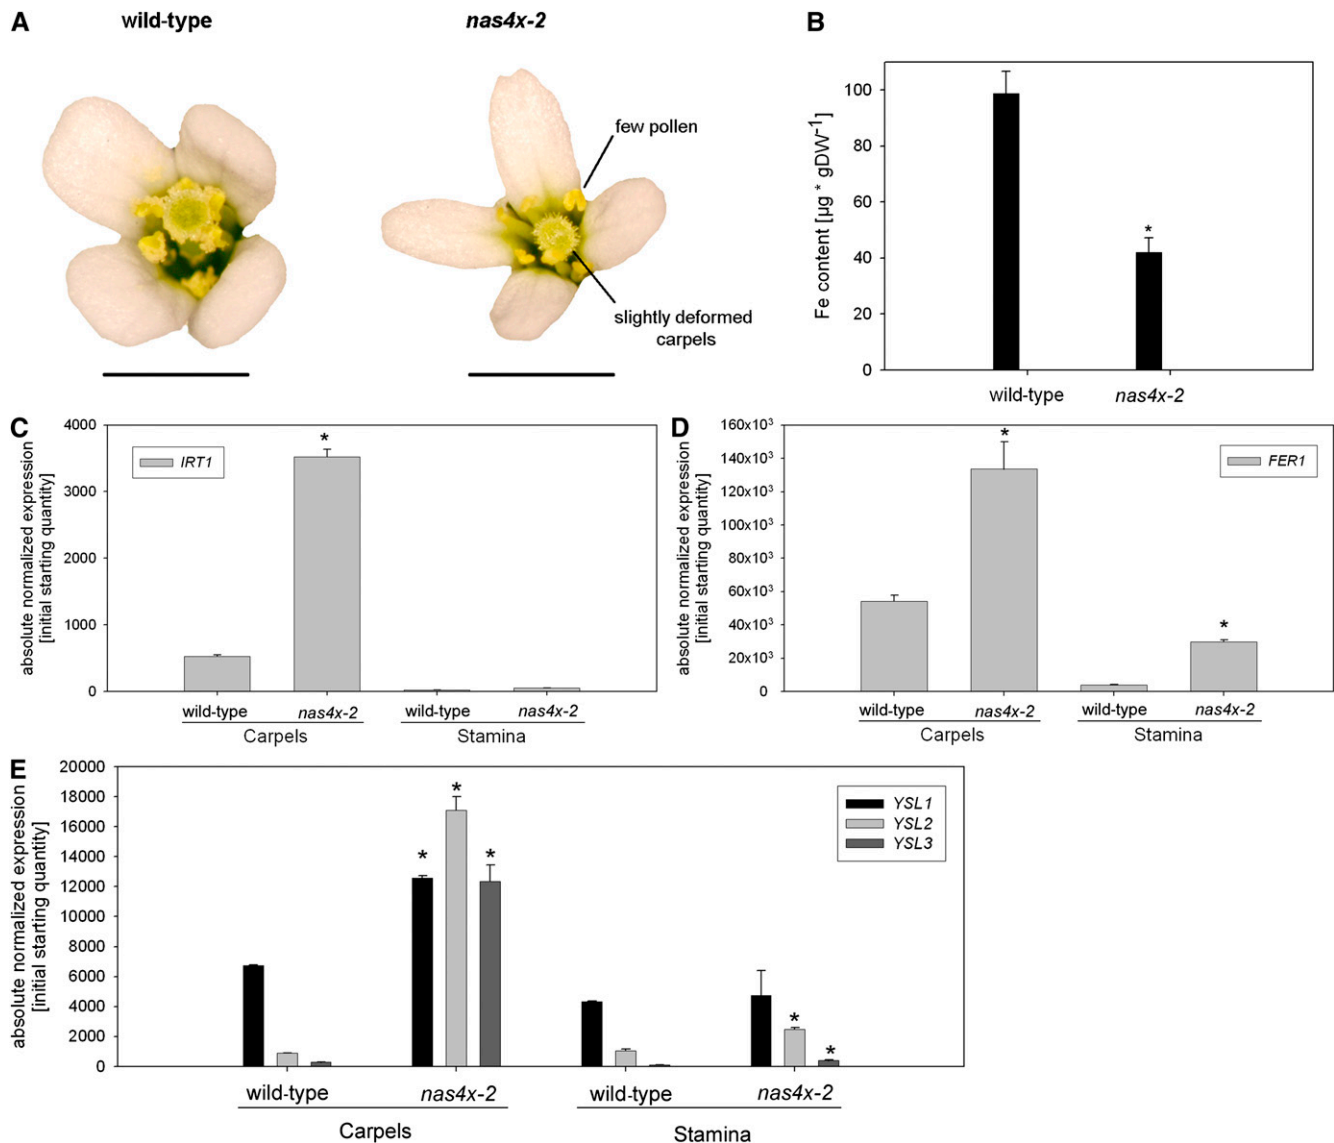 A
wild-type
nas4x-2
few pollen
slightly deformed
carpels
B
Fe content [µg * gDW⁻¹]
100
80
60
40
20
0
*
wild-type
nas4x-2
C
absolute normalized expression
[initial starting quantity]
4000
3000
2000
1000
0
IRT1
*
wild-type
nas4x-2
wild-type
nas4x-2
Carpels
Stamina
D
absolute normalized expression
[initial starting quantity]
160x10³
140x10³
120x10³
100x10³
80x10³
60x10³
40x10³
20x10³
0
*
*
FER1
wild-type
nas4x-2
wild-type
nas4x-2
Carpels
Stamina
E
absolute normalized expression
[initial starting quantity]
20000
18000
16000
14000
12000
10000
8000
6000
4000
2000
0
*
*
*
*
*
YSL1
YSL2
YSL3
wild-type
nas4x-2
wild-type
nas4x-2
Carpels
Stamina